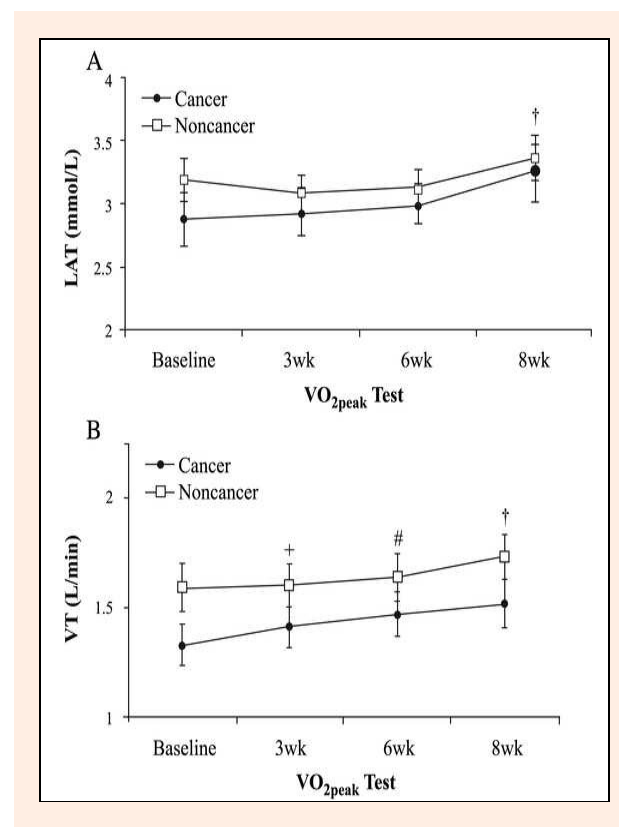 A
4
Cancer
Noncancer
†
3.5
3
2.5
2
LAT (mmol/L)
Baseline 3wk 6wk 8wk
VO2peak Test
B
Cancer
Noncancer
2
†
#
+
1.5
1
VT (L/min)
Baseline 3wk 6wk 8wk
VO2peak Test